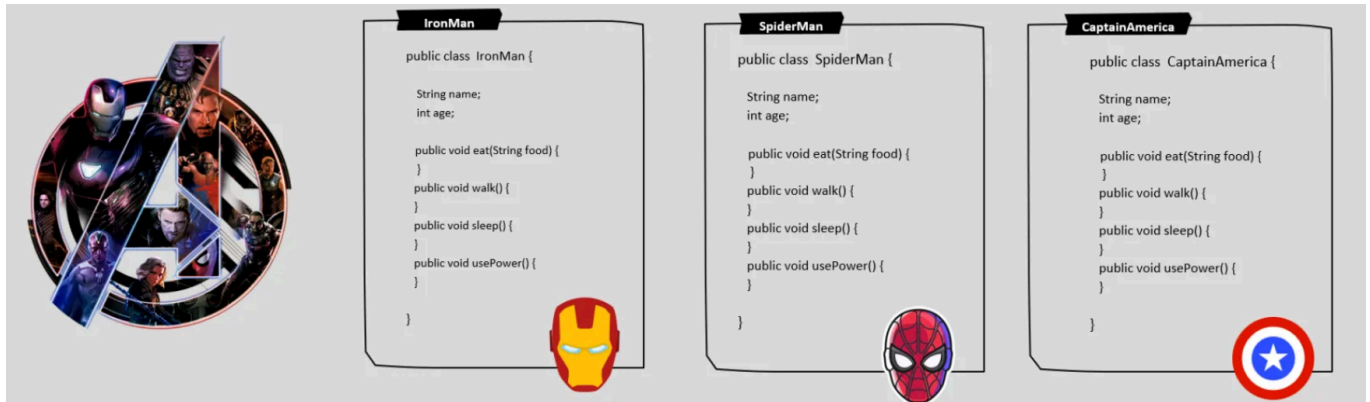 IronMan
public class IronMan {
String name;
int age;
public void eat(String food) {
}
public void walk() {
}
public void sleep() {
}
public void usePower() {
}
}
SpiderMan
public class SpiderMan {
String name;
int age;
public void eat(String food) {
}
public void walk() {
}
public void sleep() {
}
public void usePower() {
}
}
CaptainAmerica
public class CaptainAmerica {
String name;
int age;
public void eat(String food) {
}
public void walk() {
}
public void sleep() {
}
public void usePower() {
}
}